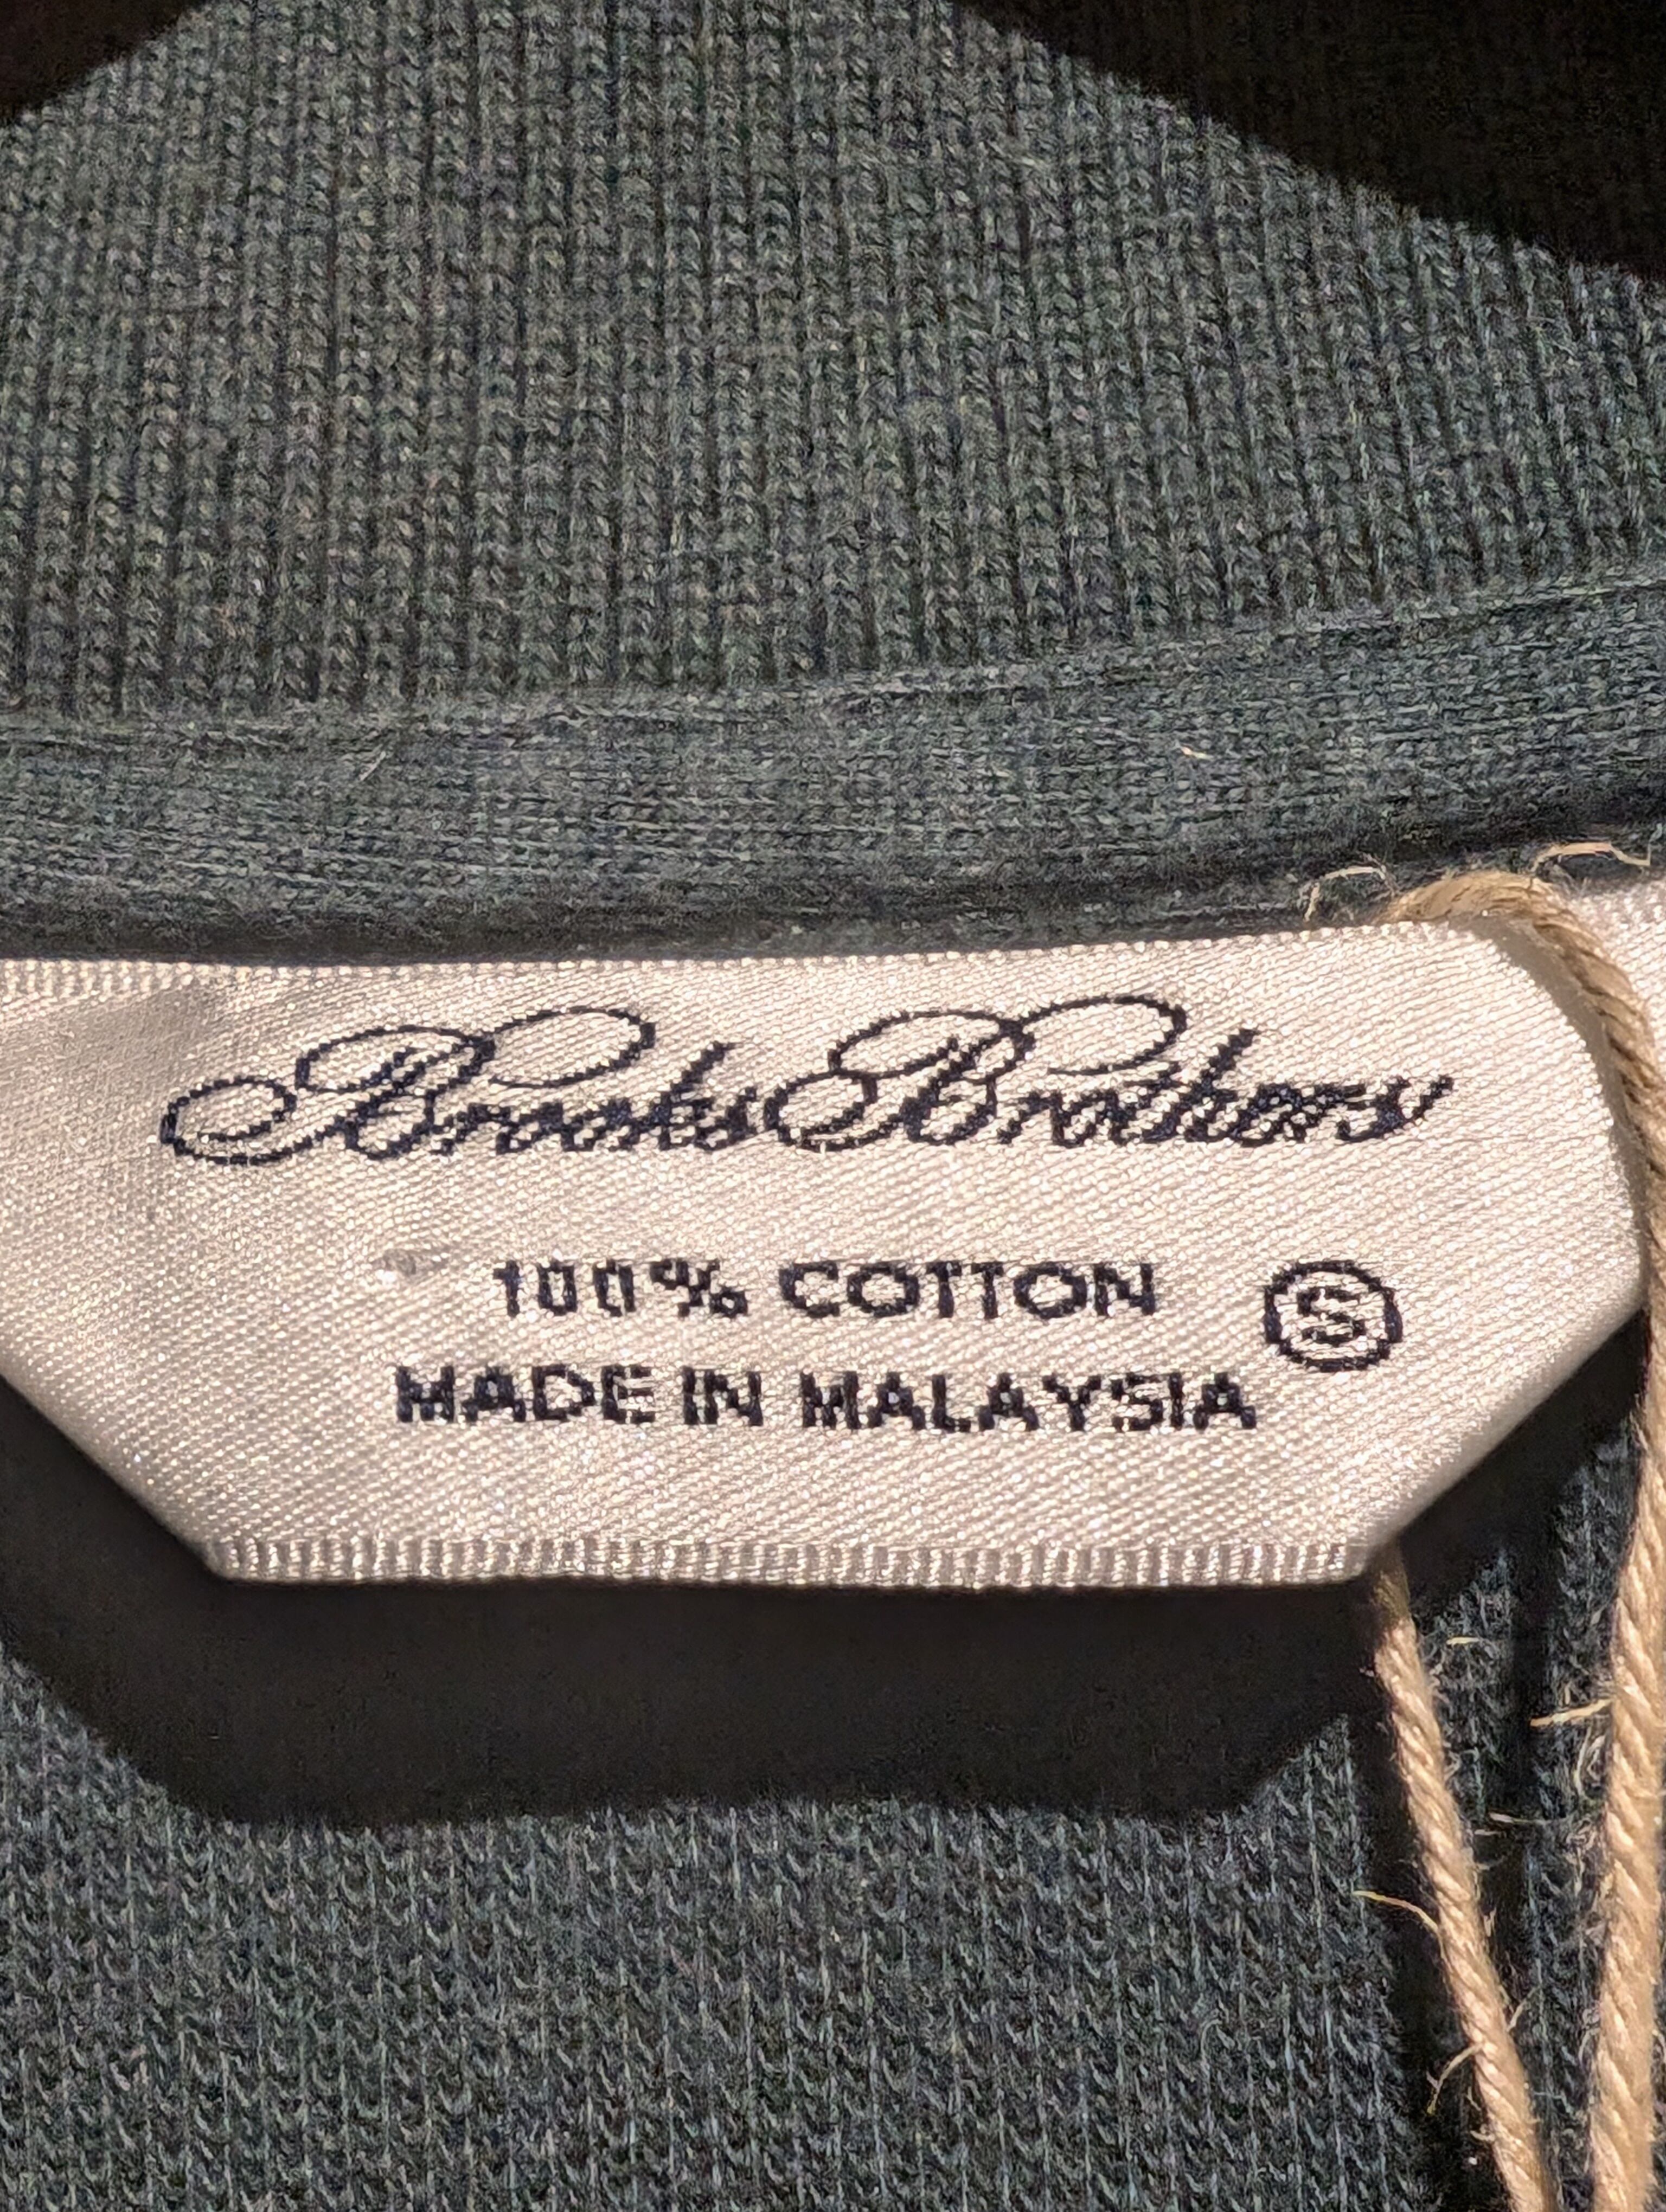 Brooks Brothers
100% COTTON
S
MADE IN MALAYSIA